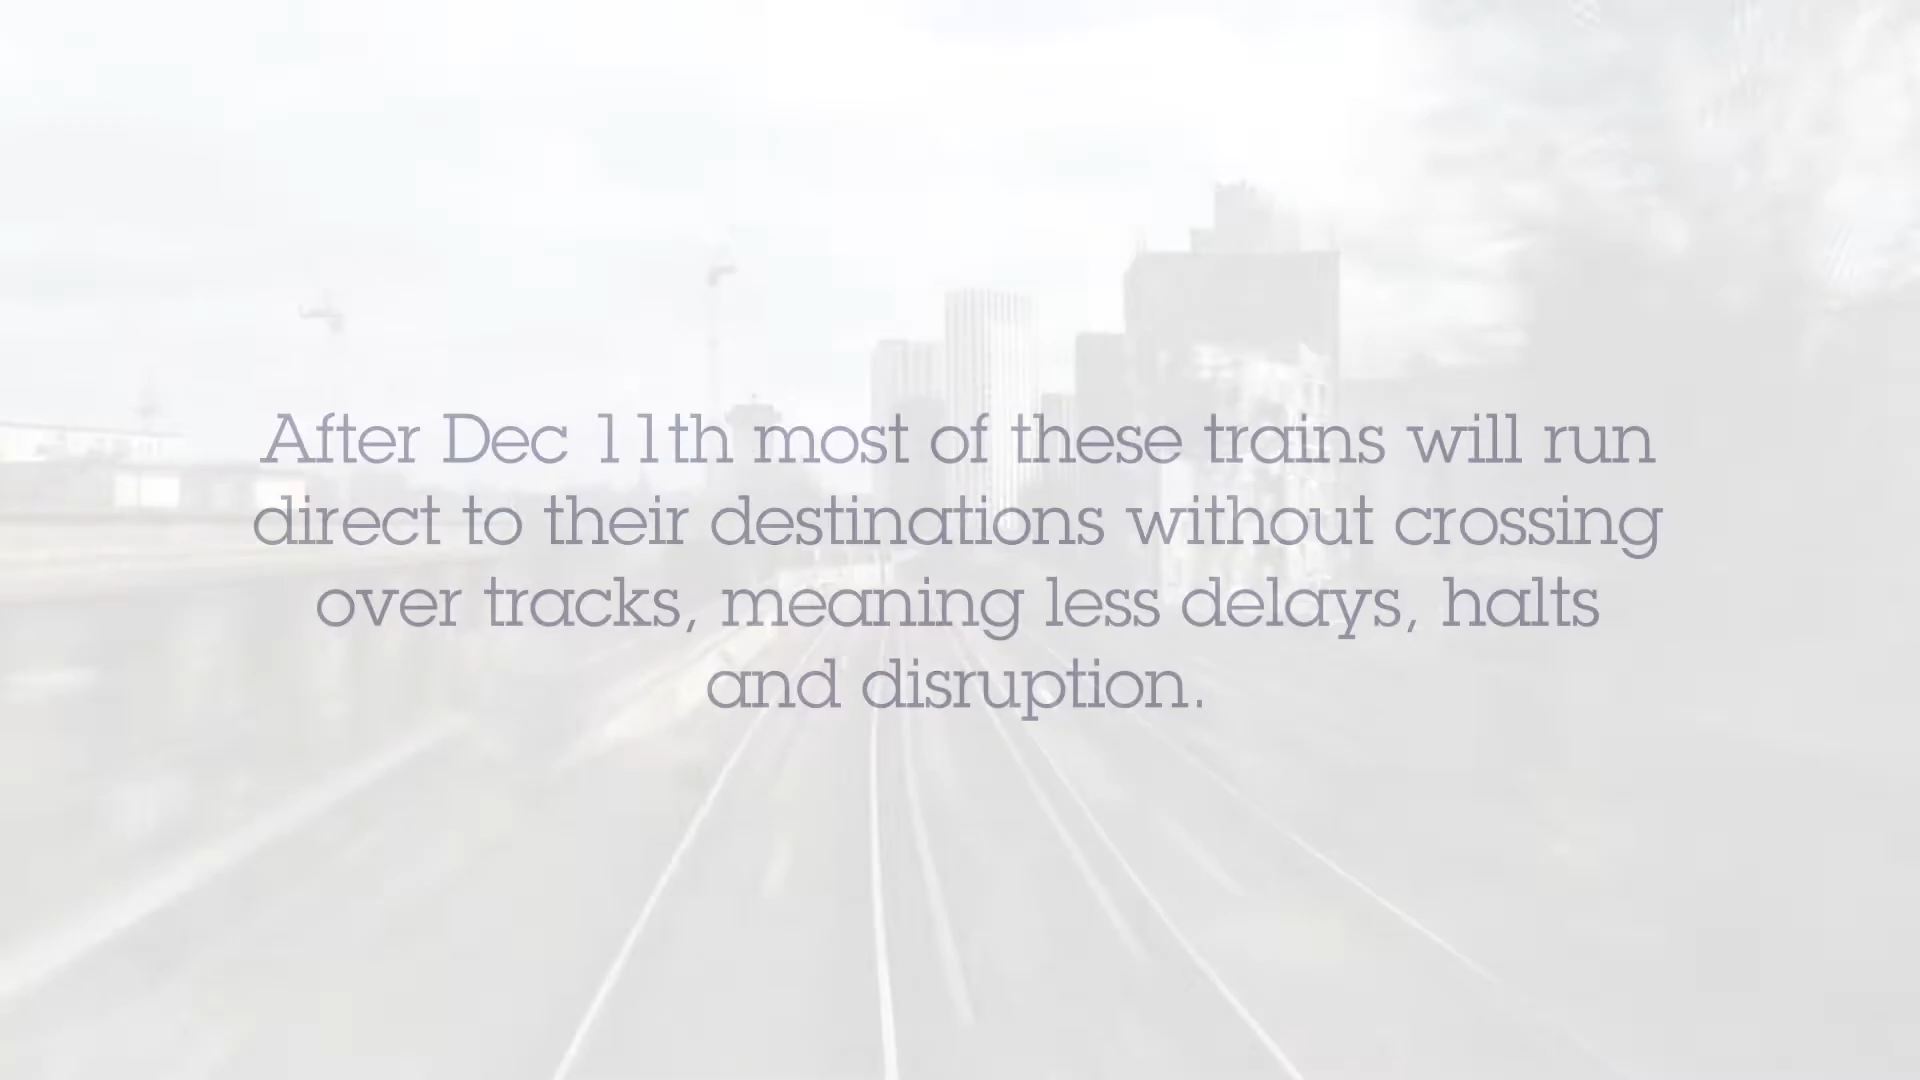 After Dec 11th most of these trains will run
direct to their destinations without crossing
over tracks, meaning less delays, halts
and disruption.